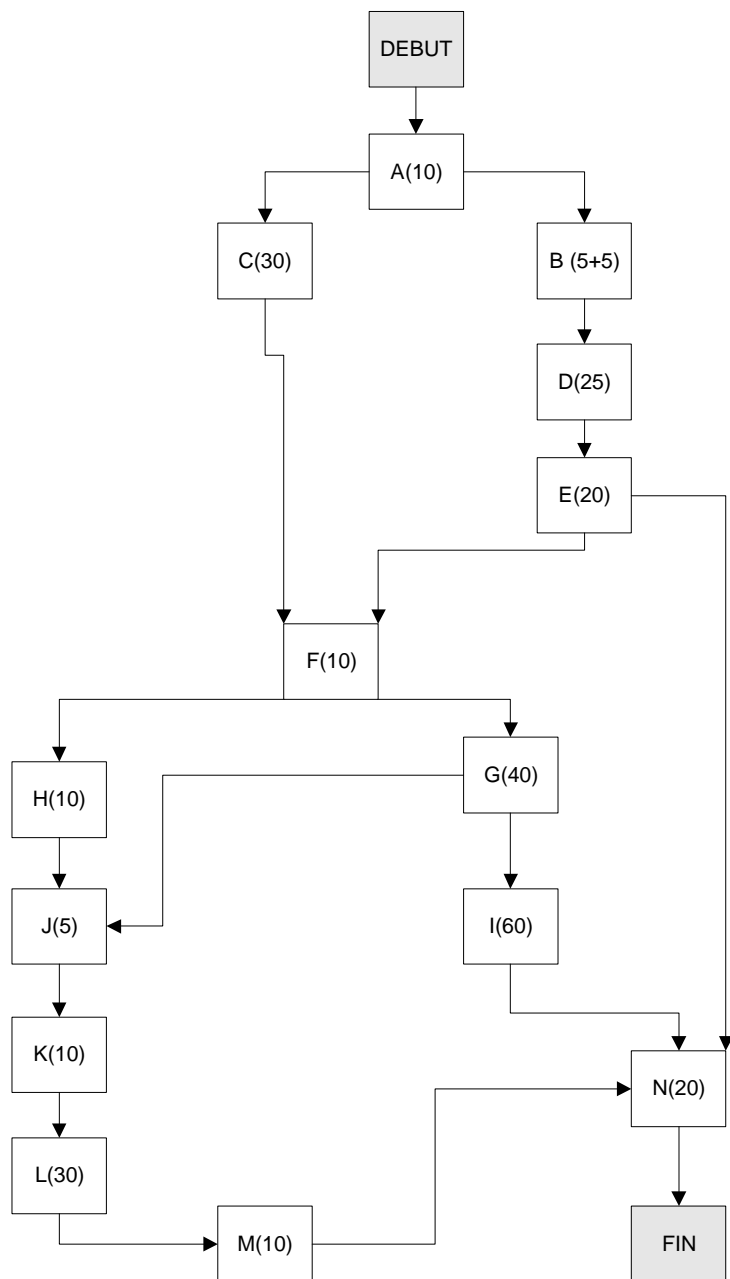 DEBUT
A(10)
C(30)
B (5+5)
D(25)
E(20)
F(10)
H(10)
G(40)
J(5)
I(60)
K(10)
N(20)
L(30)
M(10)
FIN